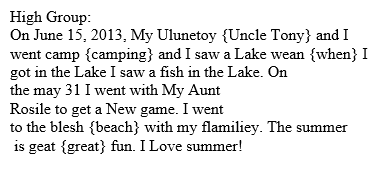 High Group:
On June 15, 2013, My Ulunetoy {Uncle Tony} and I
went camp {camping} and I saw a Lake wean {when} I
got in the Lake I saw a fish in the Lake. On
the may 31 I went with My Aunt
Rosile to get a New game. I went
to the blesh {beach} with my flamiliey. The summer
is geat {great} fun. I Love summer!